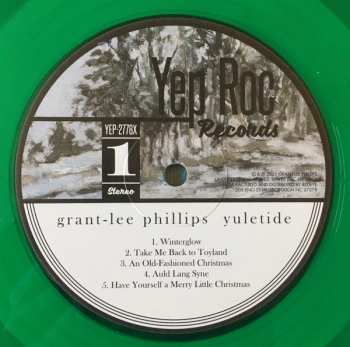 Yep Roc
Records
YEP-2778X
1
Stereo
grant-lee phillips yuletide
1. Winterglow
2. Take Me Back to Toyland
3. An Old-Fashioned Christmas
4. Auld Lang Syne
5. Have Yourself a Merry Little Christmas